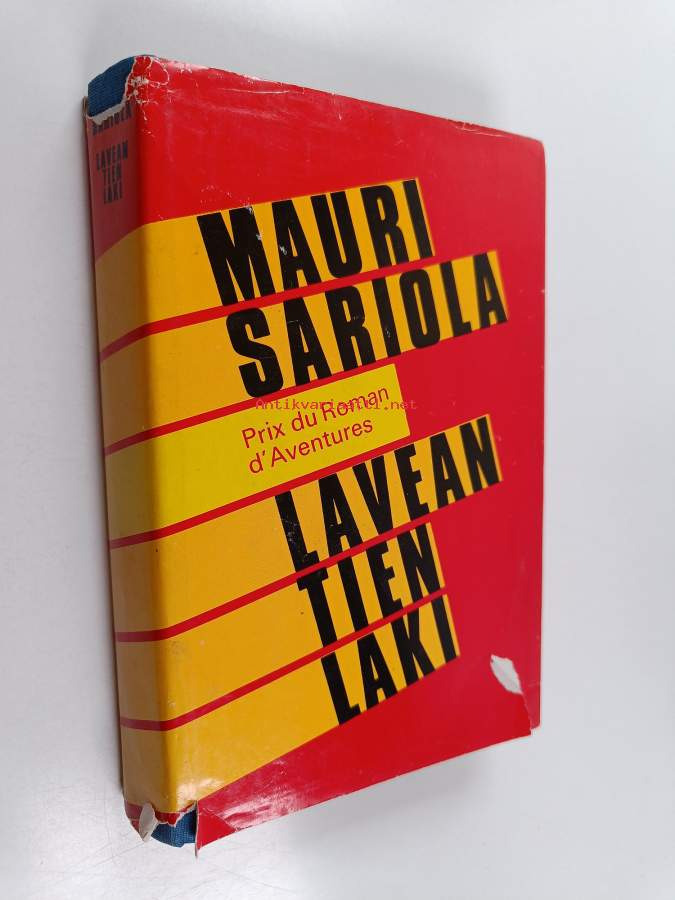 SARIOLA
LAVEAN
TIEN
LAKI
MAURI
SARIOLA
Prix du Roman
d'Aventures
LAVEAN
TIEN
LAKI
Antikvariaatti.net